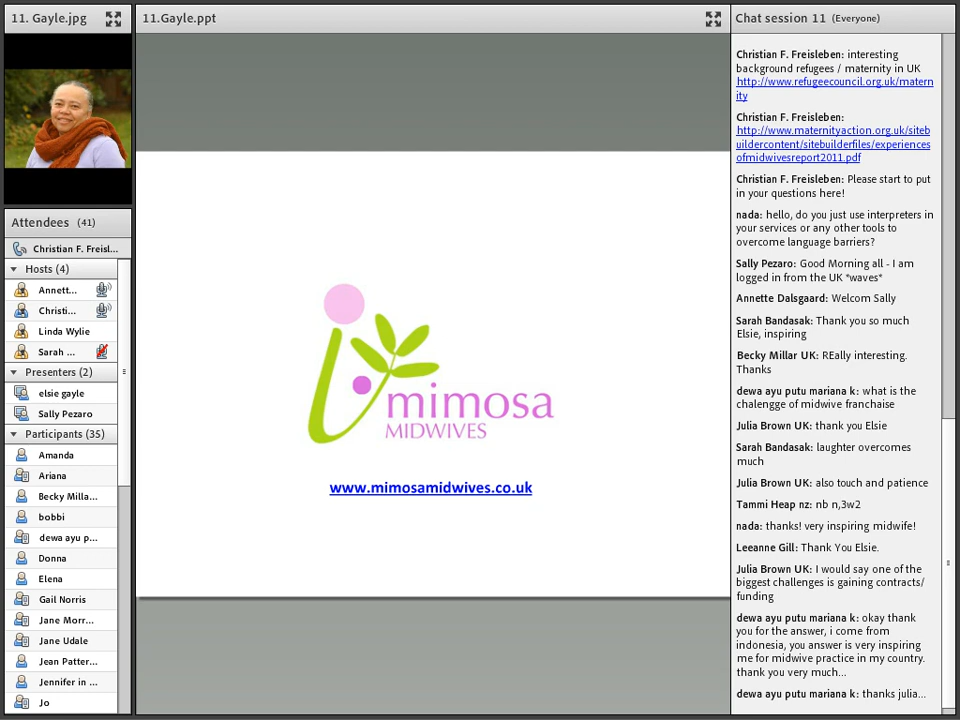 11. Gayle.jpg
Attendees (41)
Christian F. Freisl...
Hosts (4)
Annett...
Christi...
Linda Wylie
Sarah ...
Presenters (2)
elsie gayle
Sally Pezaro
Participants (35)
Amanda
Ariana
Becky Milla...
bobbi
dewa ayu p...
Donna
Elena
Gail Norris
Jane Morr...
Jane Udale
Jean Patter...
Jennifer in ...
Jo
11.Gayle.ppt
mimosa
MIDWIVES
www.mimosamidwives.co.uk
Chat session 11 (Everyone)
Christian F. Freisleben: interesting
background refugees / maternity in UK
http://www.refugeecouncil.org.uk/matern
ity
Christian F. Freisleben:
http://www.maternityaction.org.uk/siteb
uildercontent/sitebuilderfiles/experiences
ofmidwivesreport2011.pdf
Christian F. Freisleben: Please start to put
in your questions here!
nada: hello, do you just use interpreters in
your services or any other tools to
overcome language barriers?
Sally Pezaro: Good Morning all - I am
logged in from the UK *waves*
Annette Dalsgaard: Welcom Sally
Sarah Bandasak: Thank you so much
Elsie, inspiring
Becky Millar UK: REally interesting.
Thanks
dewa ayu putu mariana k: what is the
chalengge of midwive franchaise
Julia Brown UK: thank you Elsie
Sarah Bandasak: laughter overcomes
much
Julia Brown UK: also touch and patience
Tammi Heap nz: nb n,3w2
nada: thanks! very inspiring midwife!
Leeanne Gill: Thank You Elsie.
Julia Brown UK: I would say one of the
biggest challenges is gaining contracts/
funding
dewa ayu putu mariana k: okay thank
you for the answer, i come from
indonesia, you answer is very inspiring
me for midwive practice in my country.
thank you very much...
dewa ayu putu mariana k: thanks julia...